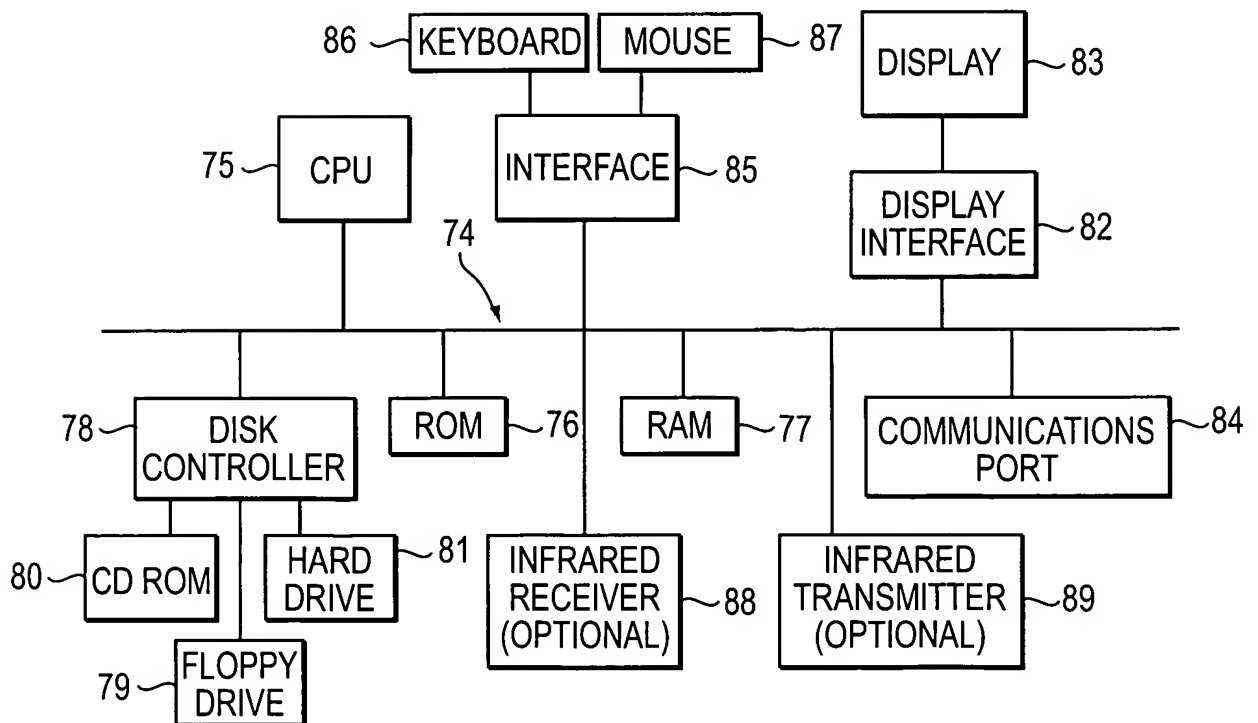 86
KEYBOARD
MOUSE
87
DISPLAY
83
75
CPU
INTERFACE
85
DISPLAY
INTERFACE
82
74
78
DISK
CONTROLLER
ROM
76
RAM
77
COMMUNICATIONS
PORT
84
80
CD ROM
HARD
DRIVE
81
INFRARED
RECEIVER
(OPTIONAL)
88
INFRARED
TRANSMITTER
(OPTIONAL)
89
79
FLOPPY
DRIVE